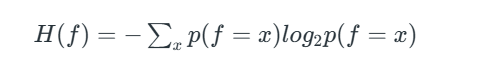 H(f) = − ∑ₓ p(f = x)log₂p(f = x)